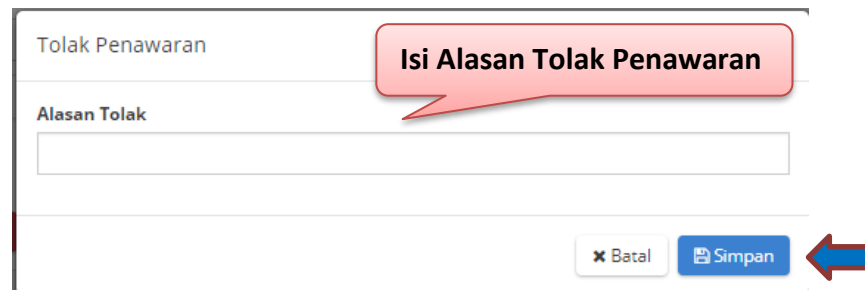 Tolak Penawaran
Isi Alasan Tolak Penawaran
Alasan Tolak
Batal
Simpan